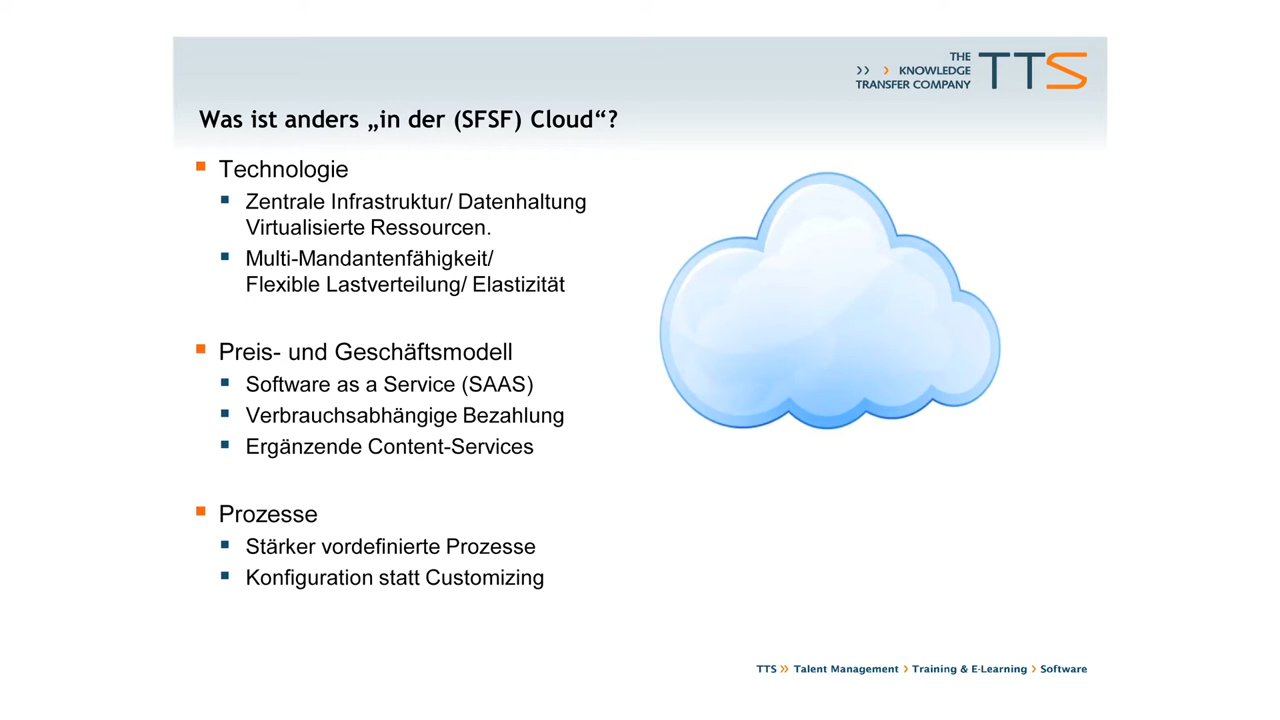 THE
›› › KNOWLEDGE
TRANSFER COMPANY
TTS
Was ist anders „in der (SFSF) Cloud“?
Technologie
Zentrale Infrastruktur/ Datenhaltung
Virtualisierte Ressourcen.
Multi-Mandantenfähigkeit/
Flexible Lastverteilung/ Elastizität
Preis- und Geschäftsmodell
Software as a Service (SAAS)
Verbrauchsabhängige Bezahlung
Ergänzende Content-Services
Prozesse
Stärker vordefinierte Prozesse
Konfiguration statt Customizing
TTS ›› Talent Management › Training & E-Learning › Software